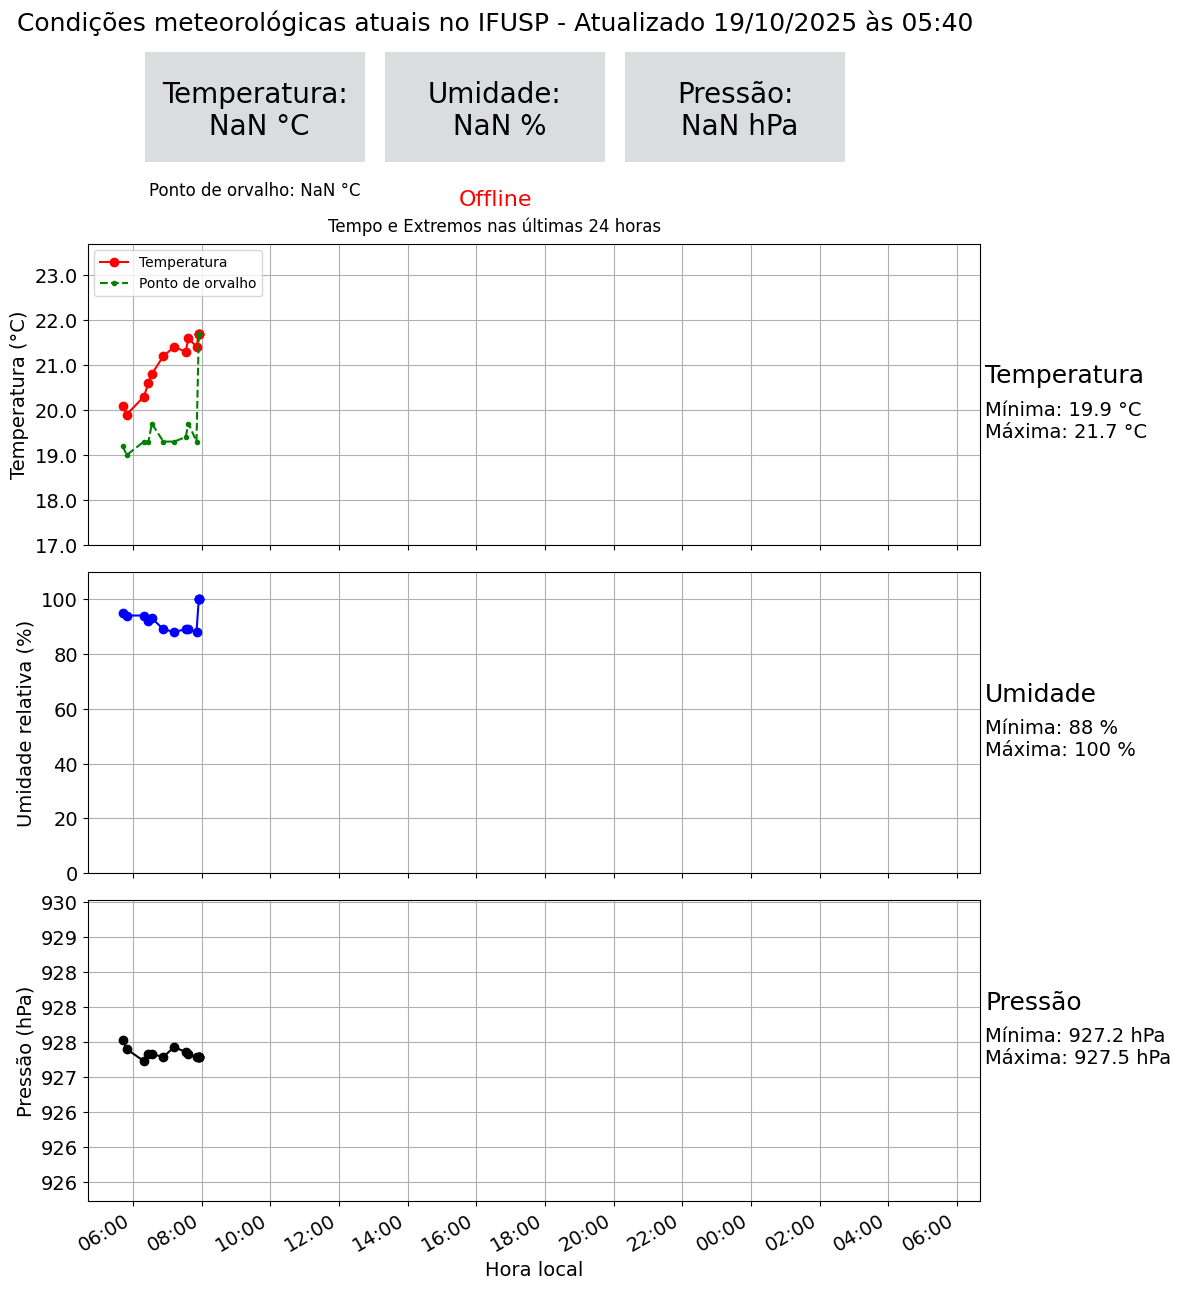 Condições meteorológicas atuais no IFUSP - Atualizado 19/10/2025 às 05:40
Temperatura:
NaN °C
Umidade:
NaN %
Pressão:
NaN hPa
Ponto de orvalho: NaN °C
Offline
Tempo e Extremos nas últimas 24 horas
Temperatura
Ponto de orvalho
Temperatura (°C)
23.0
22.0
21.0
20.0
19.0
18.0
17.0
Temperatura
Mínima: 19.9 °C
Máxima: 21.7 °C
Umidade relativa (%)
100
80
60
40
20
0
Umidade
Mínima: 88 %
Máxima: 100 %
Pressão (hPa)
930
929
928
928
928
927
926
926
926
Pressão
Mínima: 927.2 hPa
Máxima: 927.5 hPa
06:00
08:00
10:00
12:00
14:00
16:00
18:00
20:00
22:00
00:00
02:00
04:00
06:00
Hora local